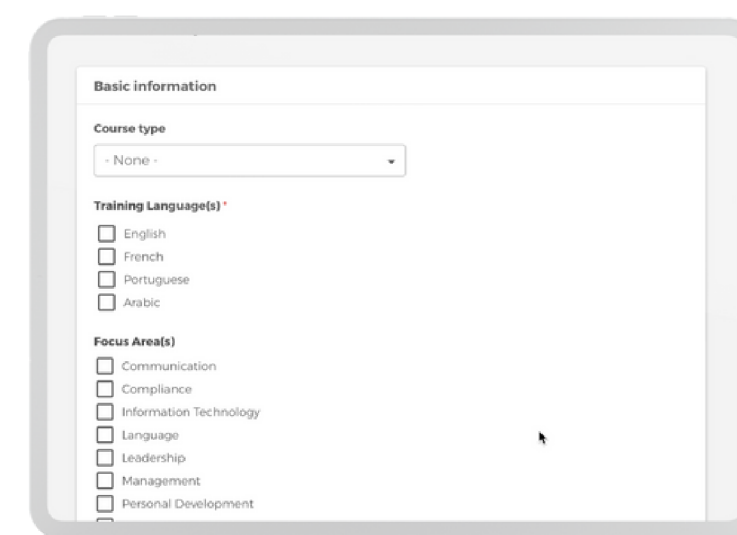 Basic information
Course type
- None -
Training Language(s) *
English
French
Portuguese
Arabic
Focus Area(s)
Communication
Compliance
Information Technology
Language
Leadership
Management
Personal Development